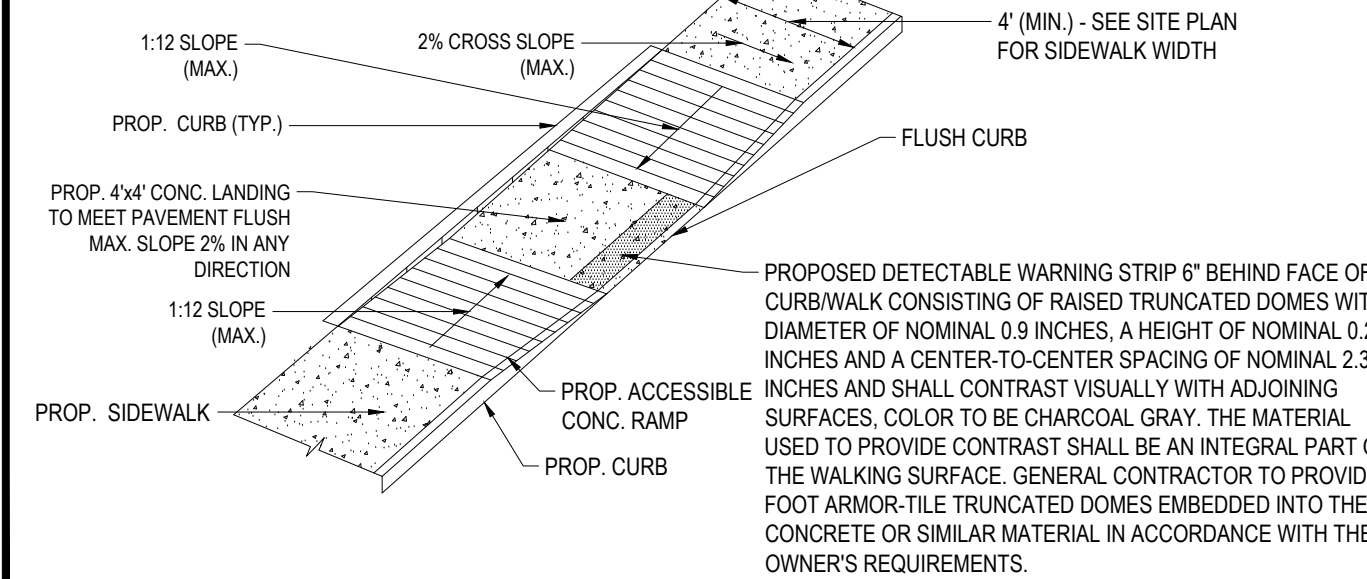 1:12 SLOPE
(MAX.)
2% CROSS SLOPE
(MAX.)
4' (MIN.) - SEE SITE PLAN
FOR SIDEWALK WIDTH
PROP. CURB (TYP.)
FLUSH CURB
PROP. 4'x4' CONC. LANDING
TO MEET PAVEMENT FLUSH
MAX. SLOPE 2% IN ANY
DIRECTION
1:12 SLOPE
(MAX.)
PROP. SIDEWALK
PROP. ACCESSIBLE
CONC. RAMP
PROP. CURB
PROPOSED DETECTABLE WARNING STRIP 6" BEHIND FACE OF
CURB/WALK CONSISTING OF RAISED TRUNCATED DOMES WIT
DIAMETER OF NOMINAL 0.9 INCHES, A HEIGHT OF NOMINAL 0.2
INCHES AND A CENTER-TO-CENTER SPACING OF NOMINAL 2.3
INCHES AND SHALL CONTRAST VISUALLY WITH ADJOINING
SURFACES, COLOR TO BE CHARCOAL GRAY. THE MATERIAL
USED TO PROVIDE CONTRAST SHALL BE AN INTEGRAL PART
THE WALKING SURFACE. GENERAL CONTRACTOR TO PROVID
FOOT ARMOR-TILE TRUNCATED DOMES EMBEDDED INTO THE
CONCRETE OR SIMILAR MATERIAL IN ACCORDANCE WITH THE
OWNER'S REQUIREMENTS.